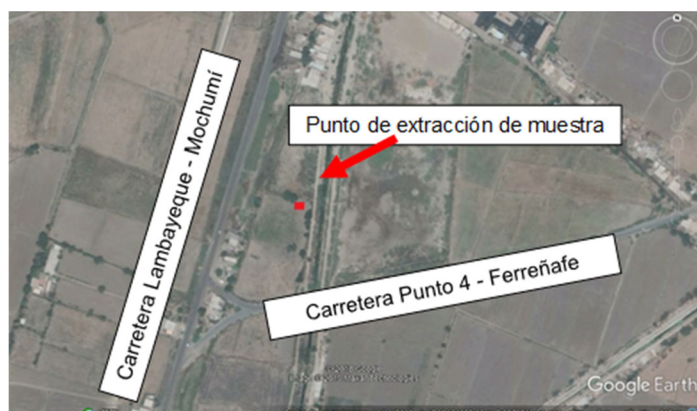 Punto de extracción de muestra
Carretera Lambayeque - Mochumí
Carretera Punto 4 - Ferreñafe
Google Earth